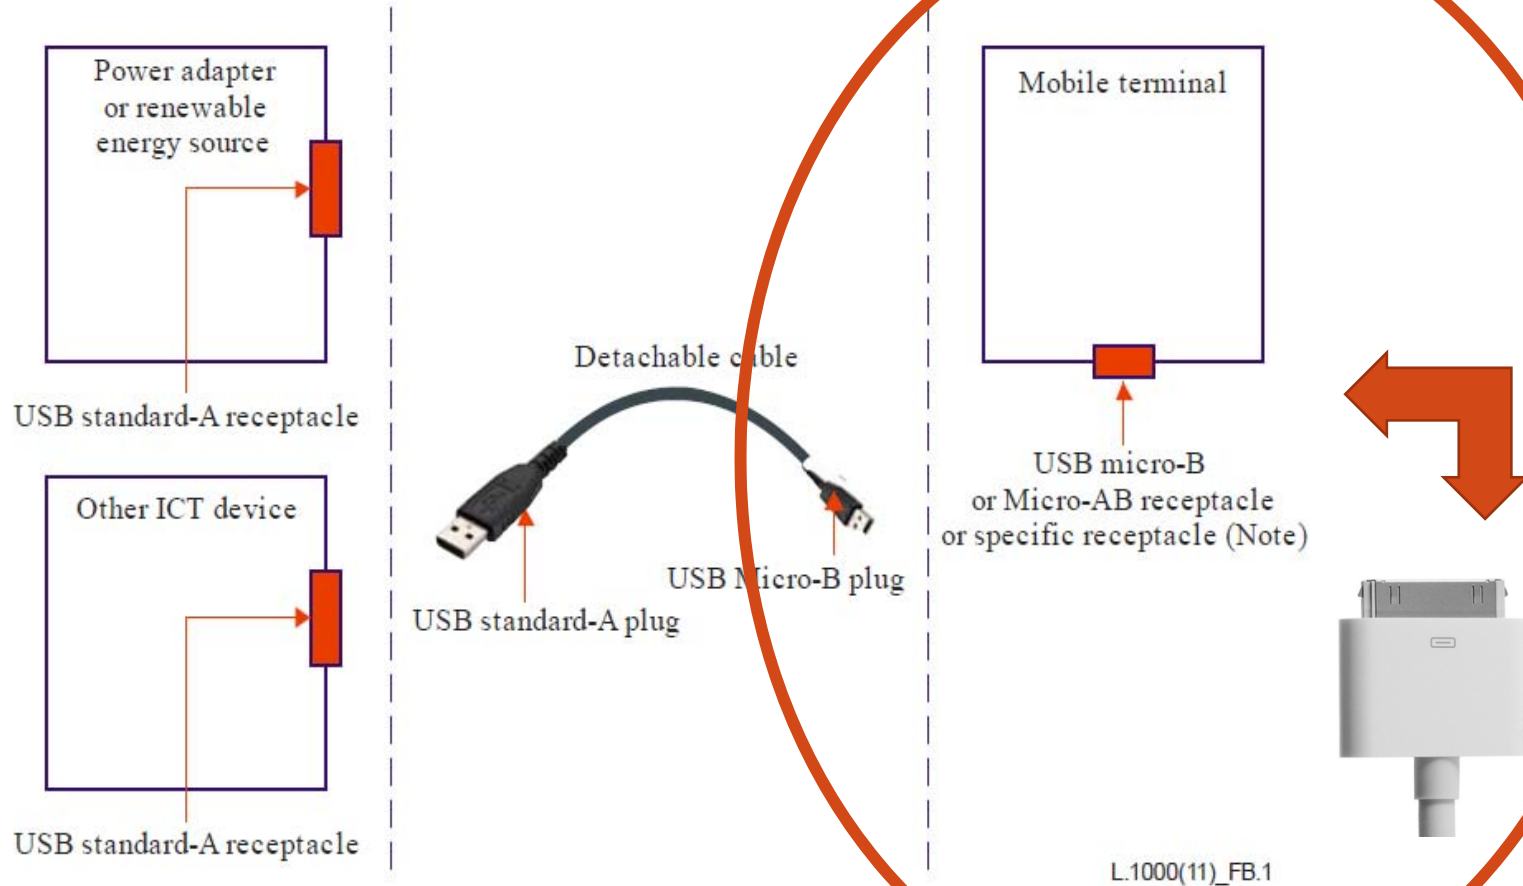 Power adapter
or renewable
energy source
USB standard-A receptacle
Other ICT device
USB standard-A receptacle
Detachable cable
USB standard-A plug
USB Micro-B plug
Mobile terminal
USB micro-B
or Micro-AB receptacle
or specific receptacle (Note)
L.1000(11)_FB.1